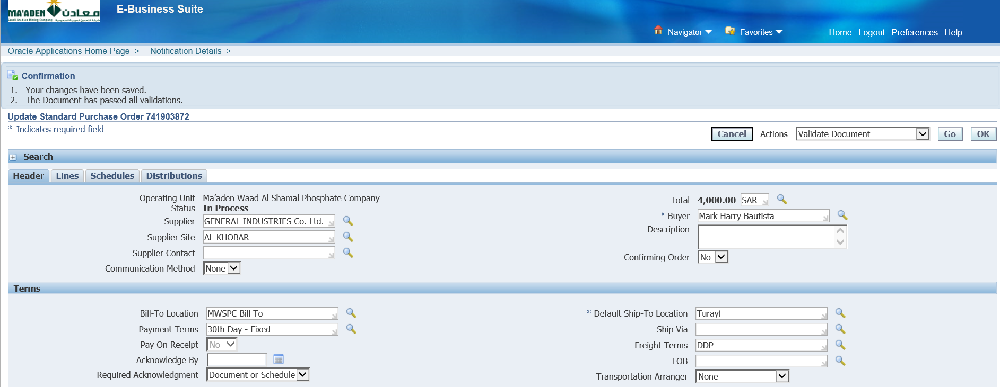 MA'ADEN معادن
Saudi Arabian Mining Company
E-Business Suite
Navigator Favorites Home Logout Preferences Help
Oracle Applications Home Page > Notification Details >
Confirmation
1. Your changes have been saved.
2. The Document has passed all validations.
Update Standard Purchase Order 741903872
* Indicates required field
Cancel Actions Validate Document Go OK
Search
Header Lines Schedules Distributions
Operating Unit Ma'aden Waad Al Shamal Phosphate Company
Status In Process
Supplier GENERAL INDUSTRIES Co. Ltd.
Supplier Site AL KHOBAR
Supplier Contact
Communication Method None
Total 4,000.00 SAR
* Buyer Mark Harry Bautista
Description
Confirming Order No
Terms
Bill-To Location MWSPC Bill To
Payment Terms 30th Day - Fixed
Pay On Receipt No
Acknowledge By
Required Acknowledgment Document or Schedule
* Default Ship-To Location Turayf
Ship Via
Freight Terms DDP
FOB
Transportation Arranger None